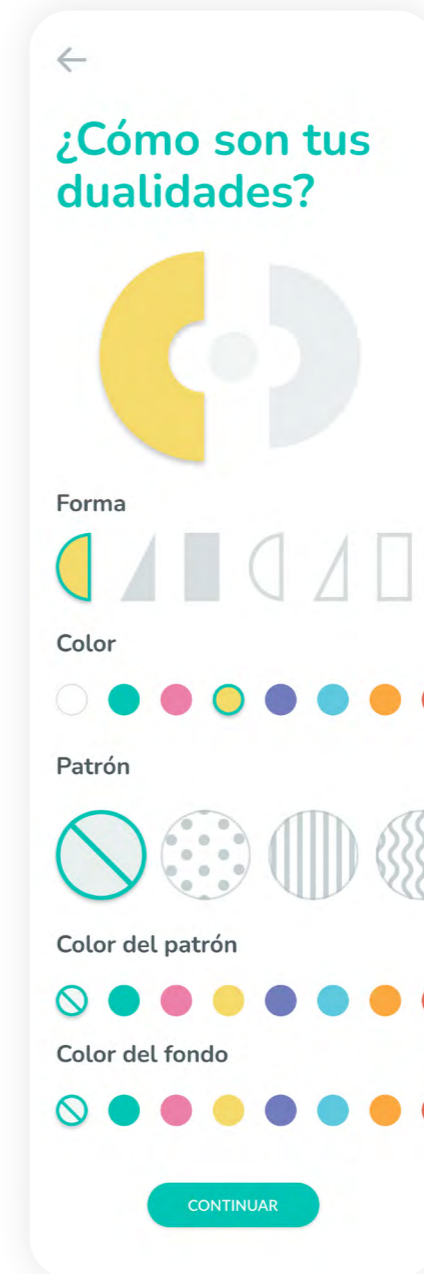 ¿Cómo son tus
dualidades?
Forma
Color
Patrón
Color del patrón
Color del fondo
CONTINUAR